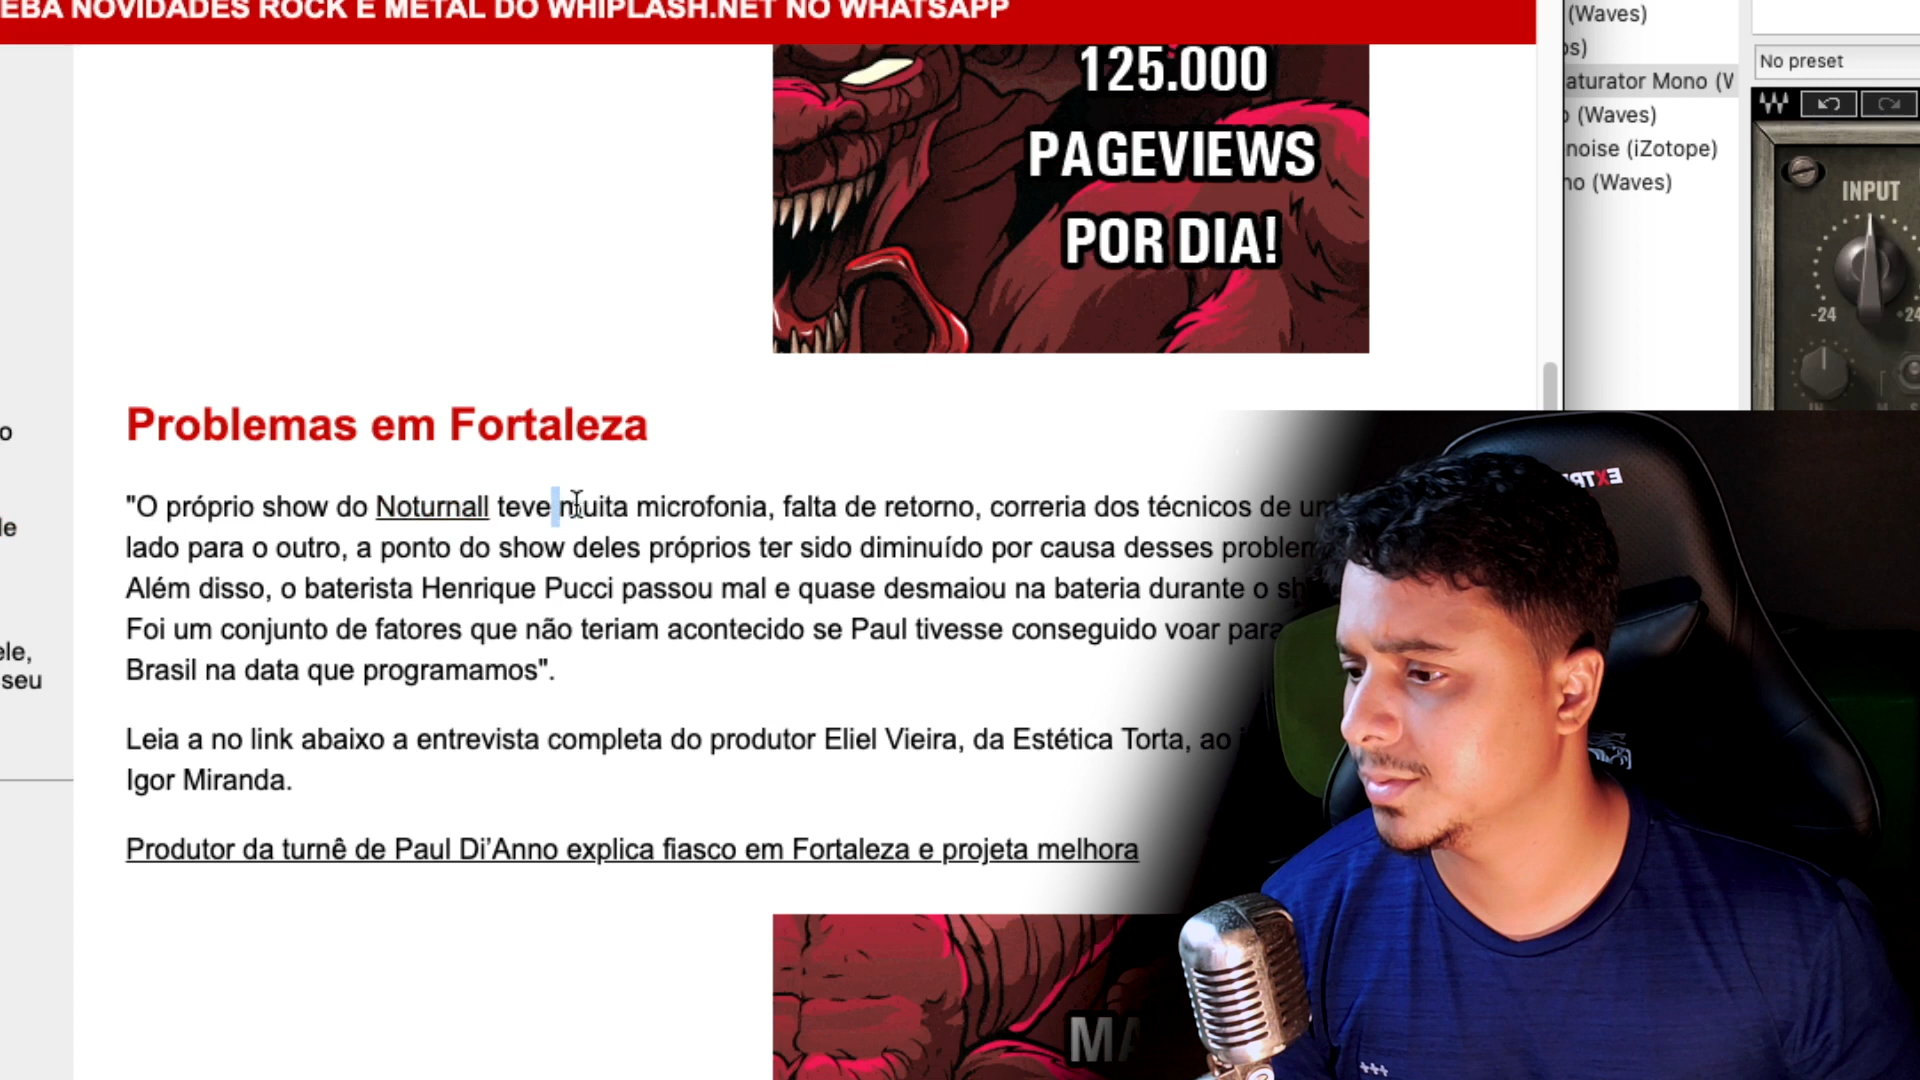 EBA NOVIDADES ROCK E METAL DO WHIPLASH.NET NO WHATSAPP
(Waves)
No preset
aturator Mono (W
(Waves)
noise (iZotope)
no (Waves)
INPUT
-24
+24
125.000
PAGEVIEWS
POR DIA!
Problemas em Fortaleza
"O próprio show do Noturnall teve muita microfonia, falta de retorno, correria dos técnicos de um
lado para o outro, a ponto do show deles próprios ter sido diminuído por causa desses problem
Além disso, o baterista Henrique Pucci passou mal e quase desmaiou na bateria durante o sh
Foi um conjunto de fatores que não teriam acontecido se Paul tivesse conseguido voar para
Brasil na data que programamos".
Leia a no link abaixo a entrevista completa do produtor Eliel Vieira, da Estética Torta, ao
Igor Miranda.
Produtor da turnê de Paul Di'Anno explica fiasco em Fortaleza e projeta melhora
o
le
ele,
seu
MA